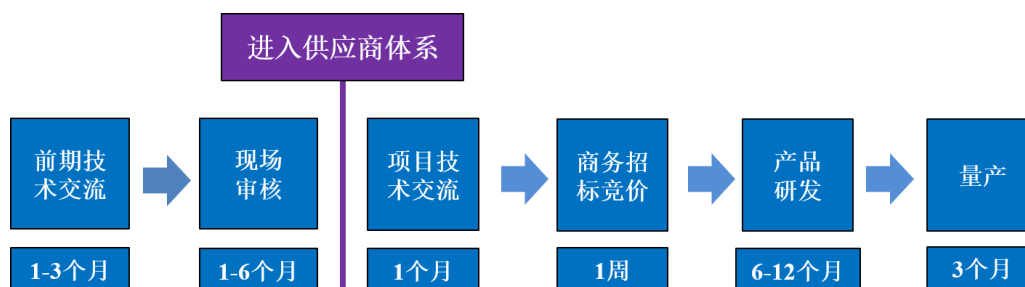 进入供应商体系
前期技
术交流
现场
审核
项目技
术交流
商务招
标竞价
产品
研发
量产
1-3个月
1-6个月
1个月
1周
6-12个月
3个月